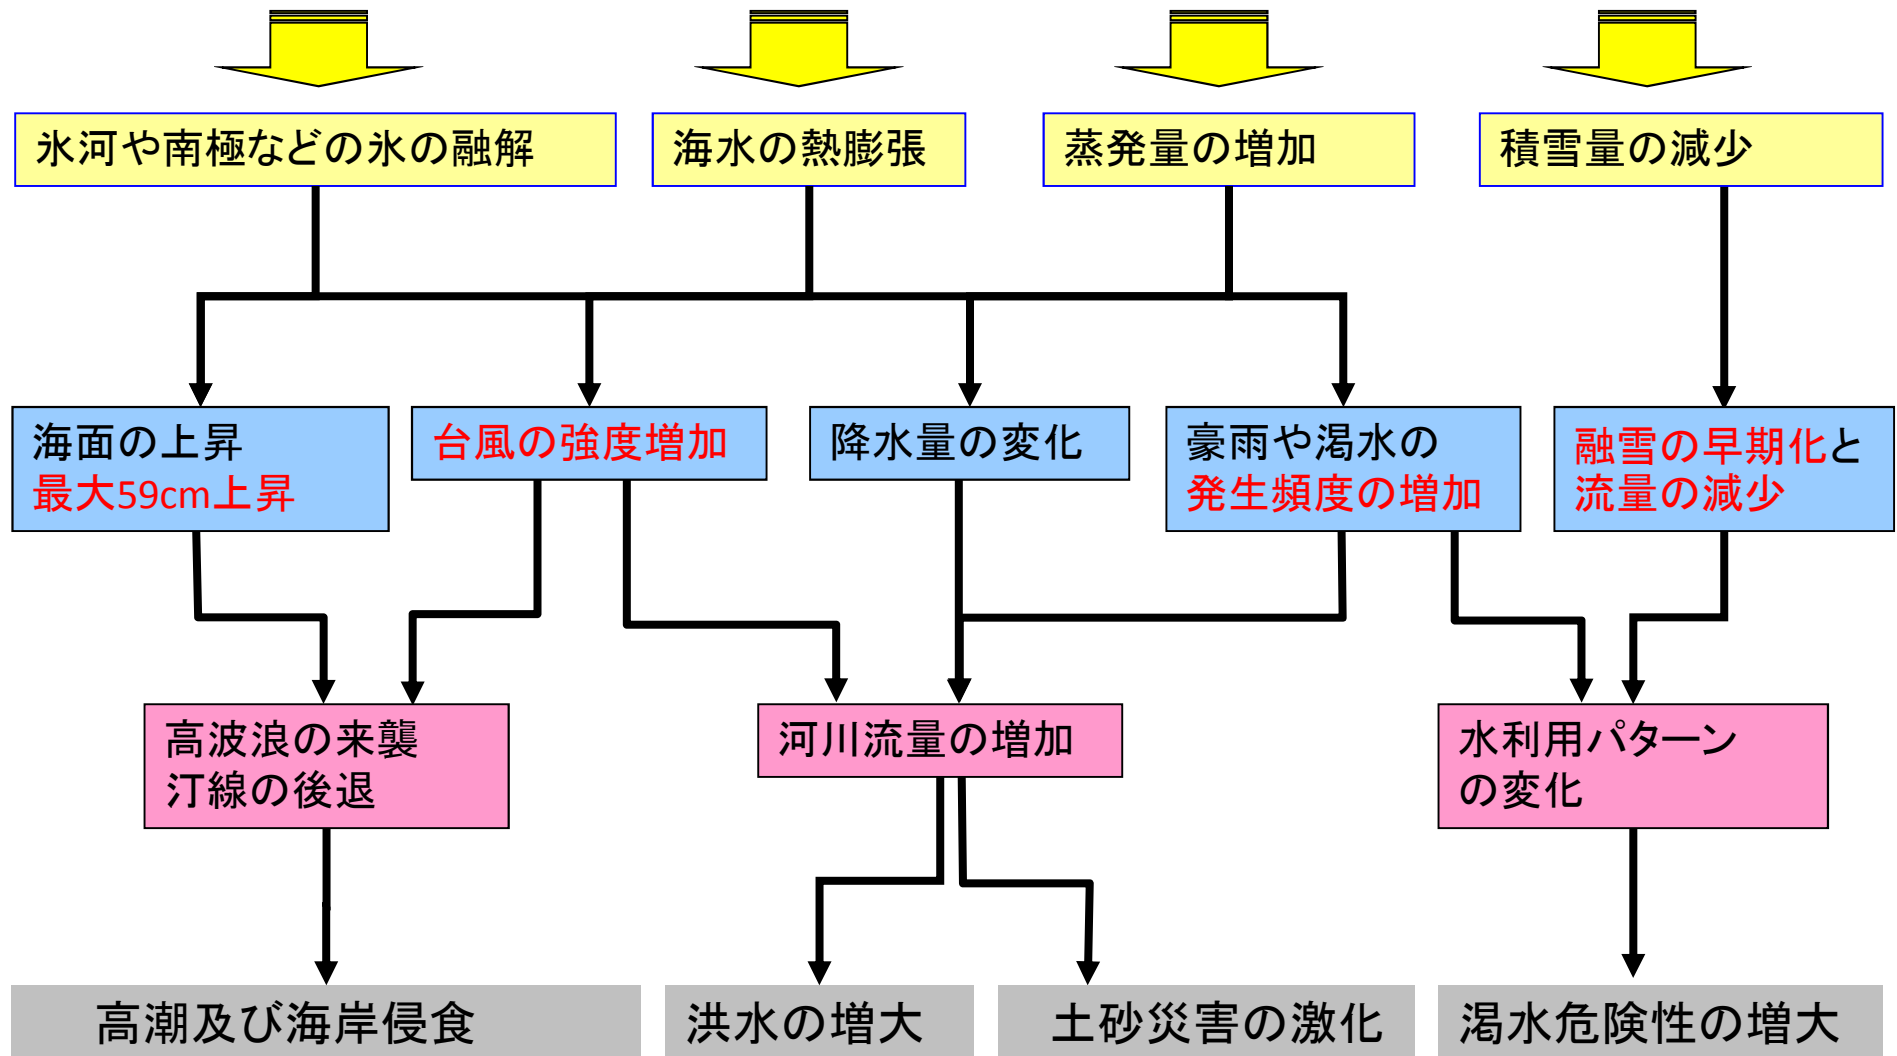 氷河や南極などの氷の融解
海水の熱膨張
蒸発量の増加
積雪量の減少
海面の上昇
最大59cm上昇
台風の強度増加
降水量の変化
豪雨や渇水の
発生頻度の増加
融雪の早期化と
流量の減少
高波浪の来襲
汀線の後退
河川流量の増加
水利用パターン
の変化
高潮及び海岸侵食
洪水の増大
土砂災害の激化
渇水危険性の増大